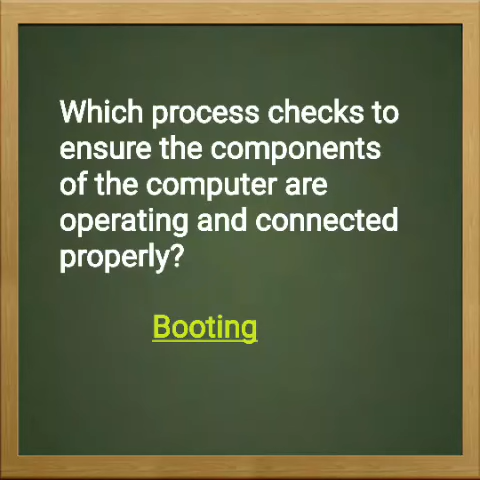 Which process checks to
ensure the components
of the computer are
operating and connected
properly?
Booting